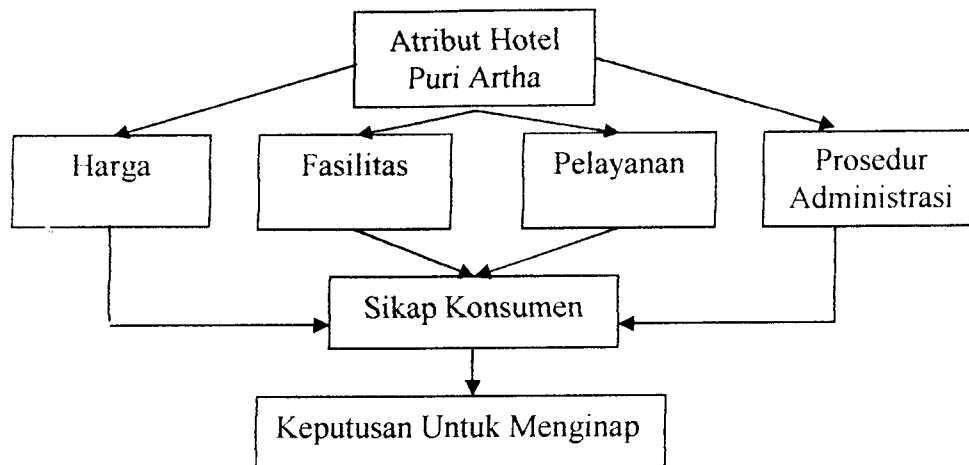 Atribut Hotel
Puri Artha
Harga
Fasilitas
Pelayanan
Prosedur
Administrasi
Sikap Konsumen
Keputusan Untuk Menginap